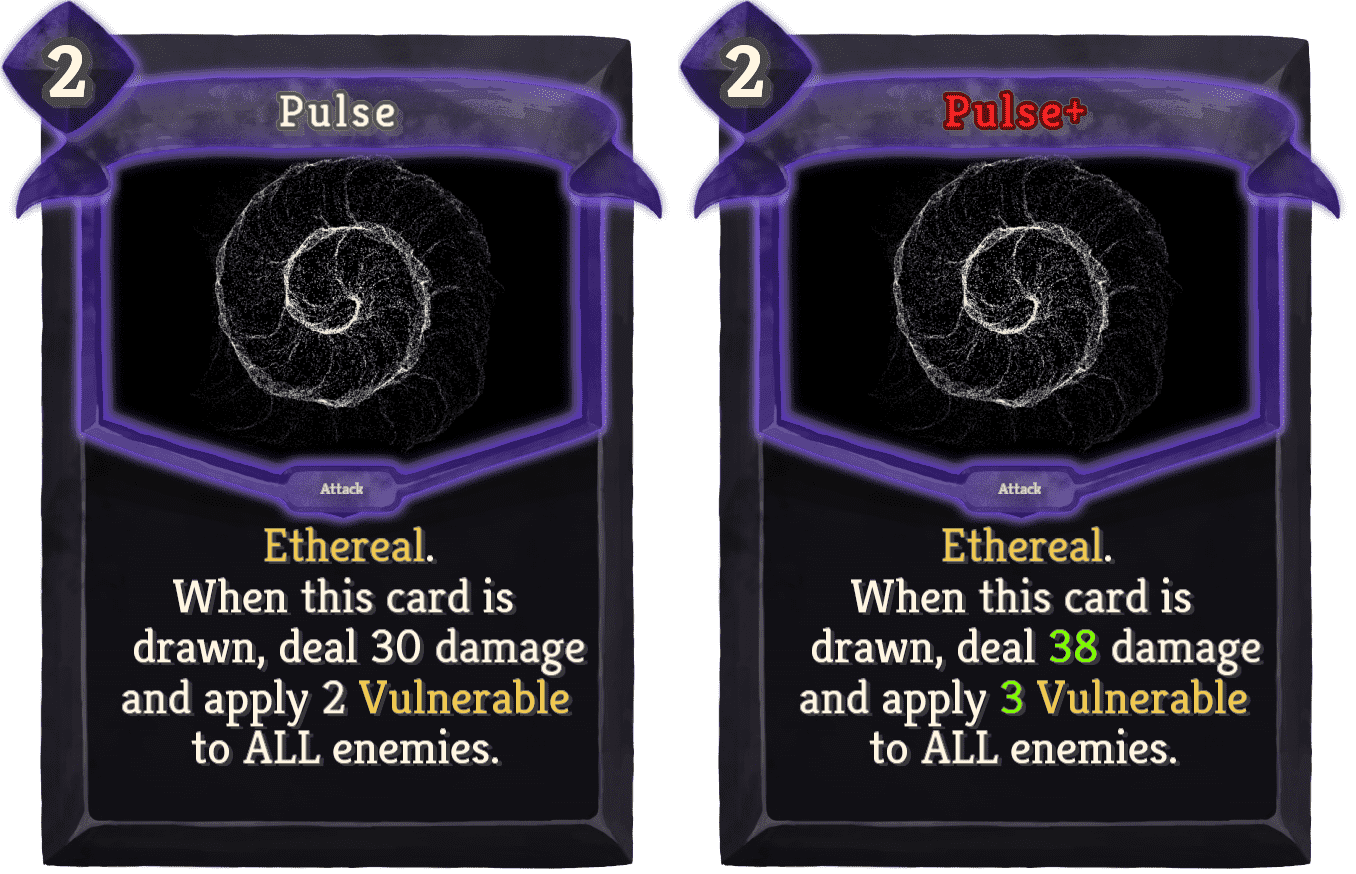 2
Pulse
Attack
Ethereal.
When this card is
drawn, deal 30 damage
and apply 2 Vulnerable
to ALL enemies.
2
Pulse+
Attack
Ethereal.
When this card is
drawn, deal 38 damage
and apply 3 Vulnerable
to ALL enemies.